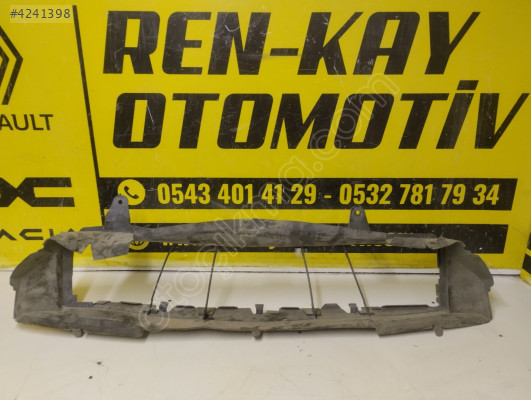 #4241398
REN-KAY
OTOMOTİV
AULT
0543 401 41 29 - 0532 781 79 34